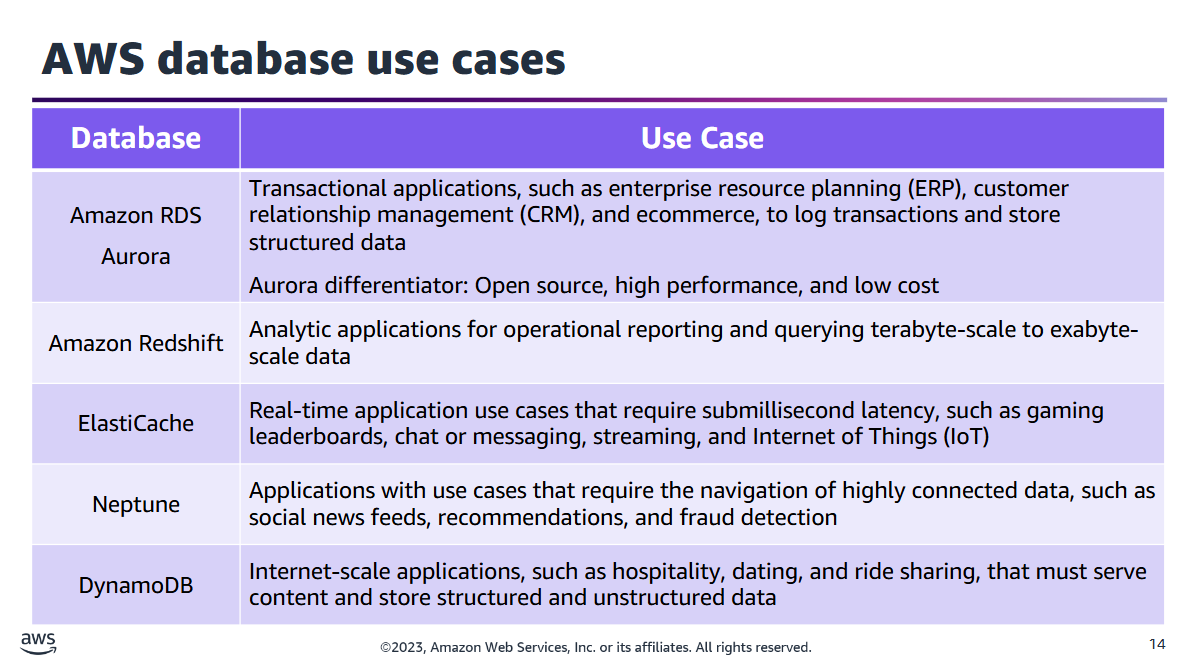 AWS database use cases
Database
Use Case
Amazon RDS
Aurora
Transactional applications, such as enterprise resource planning (ERP), customer
relationship management (CRM), and ecommerce, to log transactions and store
structured data
Aurora differentiator: Open source, high performance, and low cost
Amazon Redshift
Analytic applications for operational reporting and querying terabyte-scale to exabyte-
scale data
ElastiCache
Real-time application use cases that require submillisecond latency, such as gaming
leaderboards, chat or messaging, streaming, and Internet of Things (IoT)
Neptune
Applications with use cases that require the navigation of highly connected data, such as
social news feeds, recommendations, and fraud detection
DynamoDB
Internet-scale applications, such as hospitality, dating, and ride sharing, that must serve
content and store structured and unstructured data
aws
©2023, Amazon Web Services, Inc. or its affiliates. All rights reserved.
14